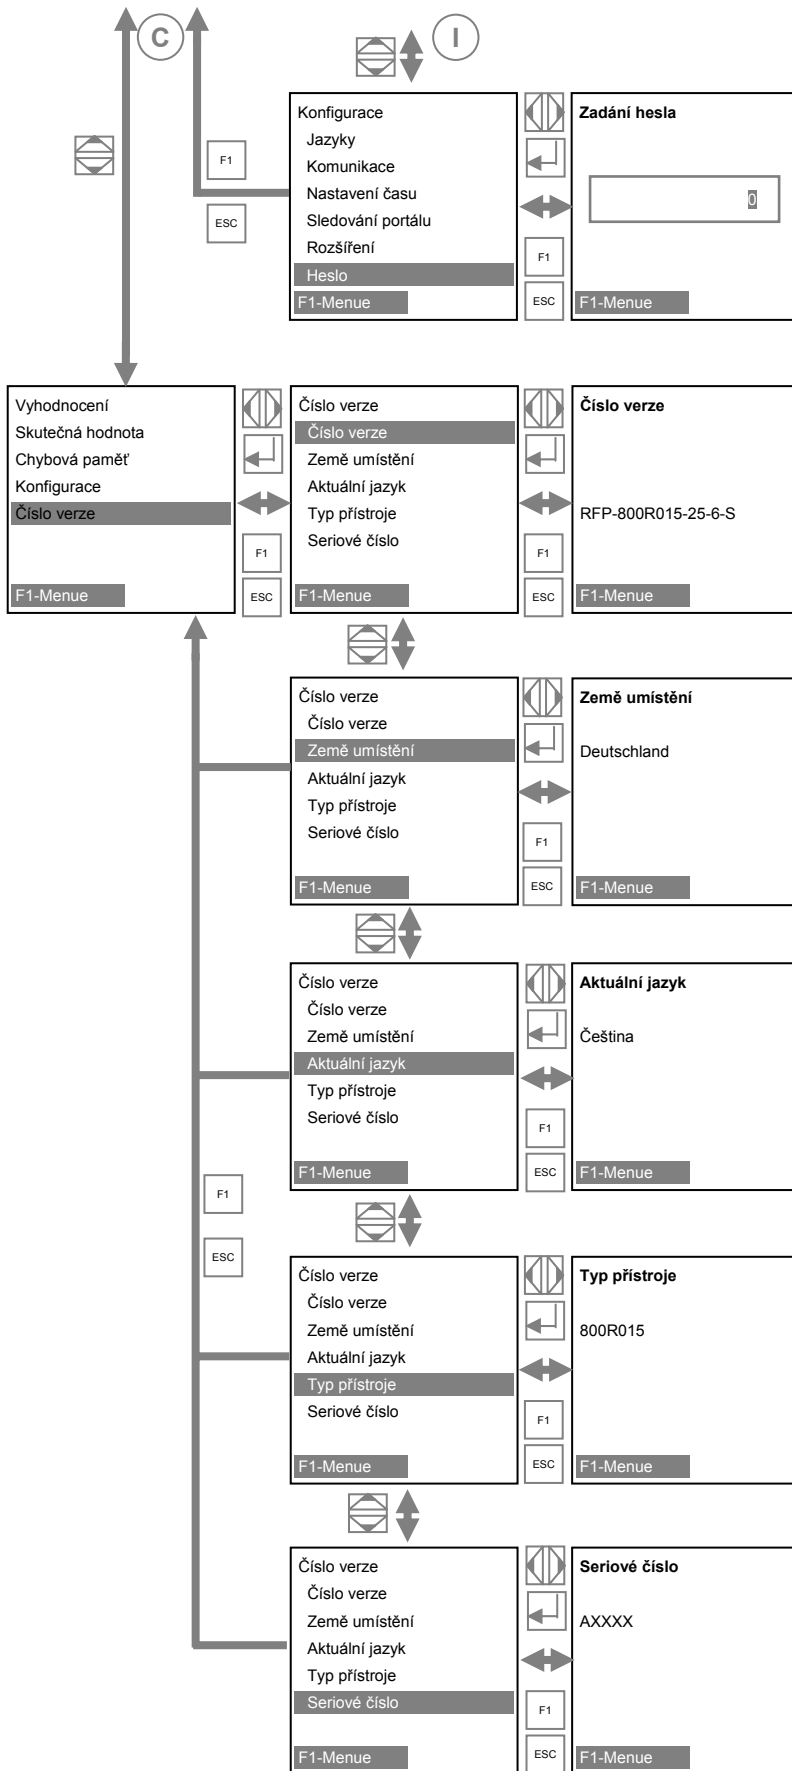 C
I
F1
ESC
Konfigurace
Jazyky
Komunikace
Nastavení času
Sledování portálu
Rozšíření
Heslo
F1-Menue
F1
ESC
Zadání hesla
0
F1-Menue
Vyhodnocení
Skutečná hodnota
Chybová paměť
Konfigurace
Číslo verze
F1-Menue
F1
ESC
Číslo verze
Číslo verze
Země umístění
Aktuální jazyk
Typ přístroje
Seriové číslo
F1-Menue
F1
ESC
Číslo verze
RFP-800R015-25-6-S
F1-Menue
Číslo verze
Číslo verze
Země umístění
Aktuální jazyk
Typ přístroje
Seriové číslo
F1-Menue
F1
ESC
Země umístění
Deutschland
F1-Menue
Číslo verze
Číslo verze
Země umístění
Aktuální jazyk
Typ přístroje
Seriové číslo
F1-Menue
F1
ESC
Aktuální jazyk
Čeština
F1-Menue
F1
ESC
Číslo verze
Číslo verze
Země umístění
Aktuální jazyk
Typ přístroje
Seriové číslo
F1-Menue
F1
ESC
Typ přístroje
800R015
F1-Menue
Číslo verze
Číslo verze
Země umístění
Aktuální jazyk
Typ přístroje
Seriové číslo
F1-Menue
F1
ESC
Seriové číslo
AXXXX
F1-Menue